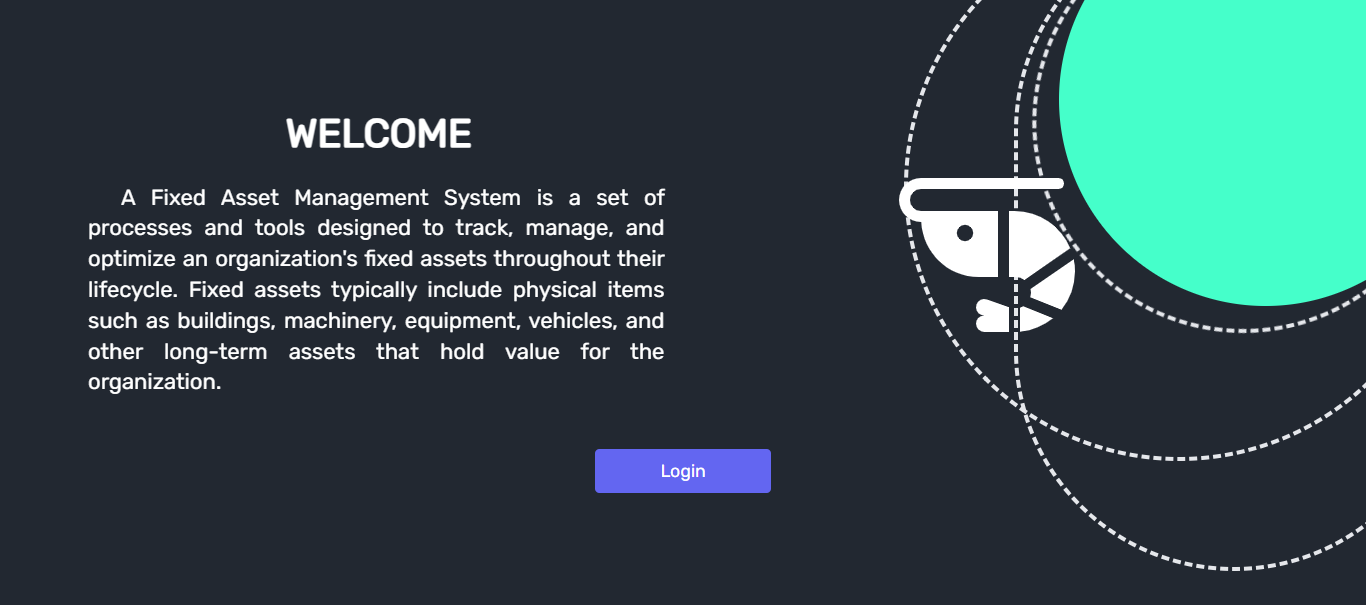 WELCOME
A Fixed Asset Management System is a set of
processes and tools designed to track, manage, and
optimize an organization's fixed assets throughout their
lifecycle. Fixed assets typically include physical items
such as buildings, machinery, equipment, vehicles, and
other long-term assets that hold value for the
organization.
Login